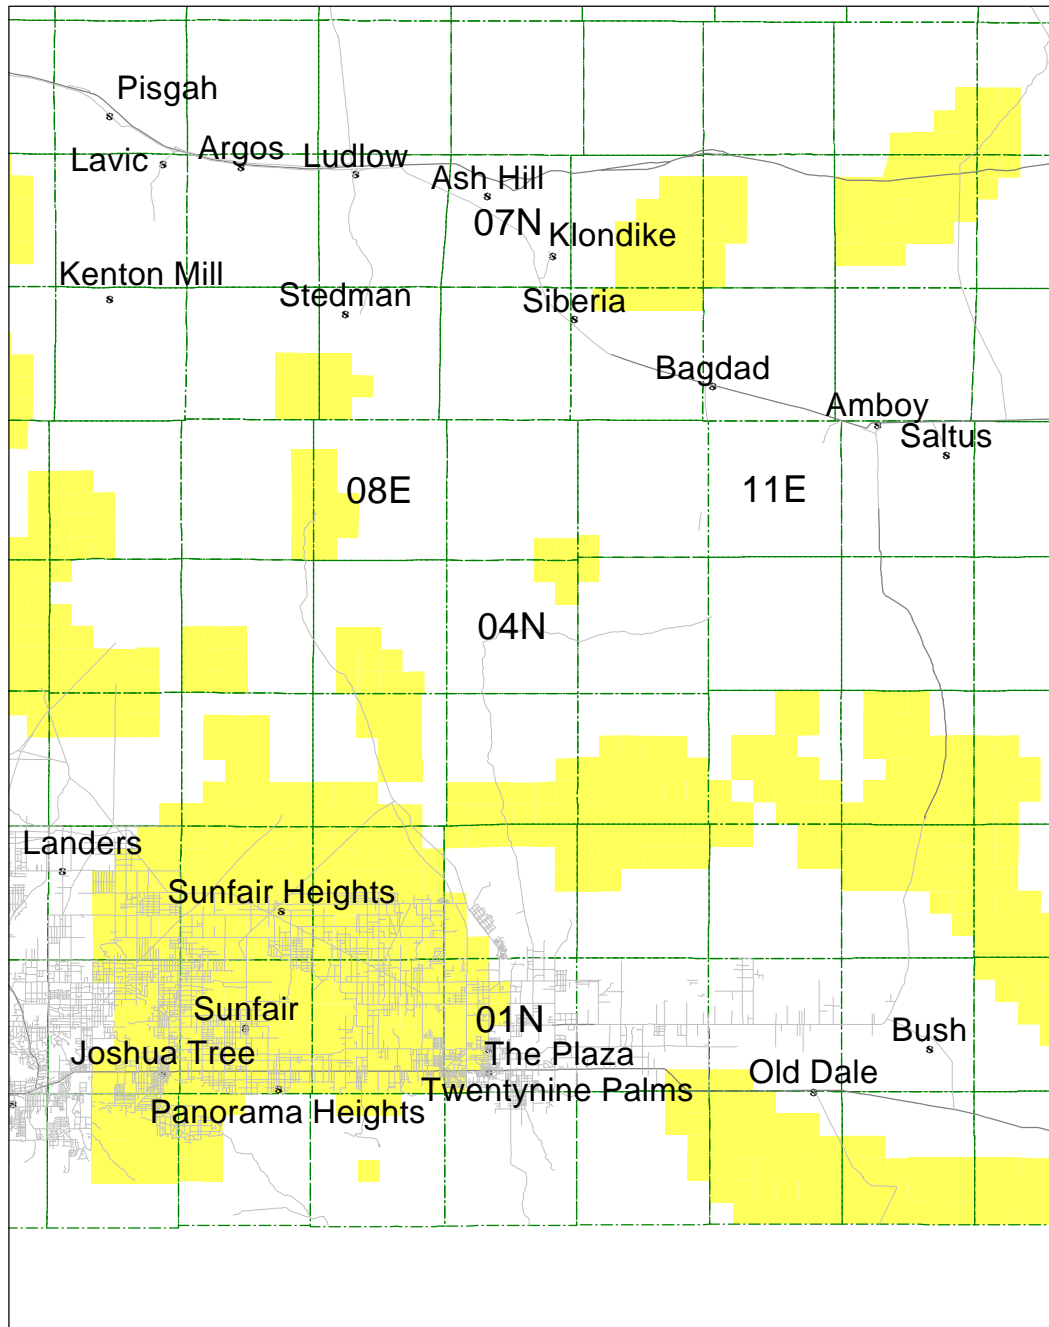 Pisgah
Lavic
Argos
Ludlow
Ash Hill
07N
Klondike
Kenton Mill
Stedman
Siberia
Bagdad
Amboy
Saltus
08E
11E
04N
Landers
Sunfair Heights
Sunfair
01N
Bush
Joshua Tree
The Plaza
Old Dale
Twentynine Palms
Panorama Heights